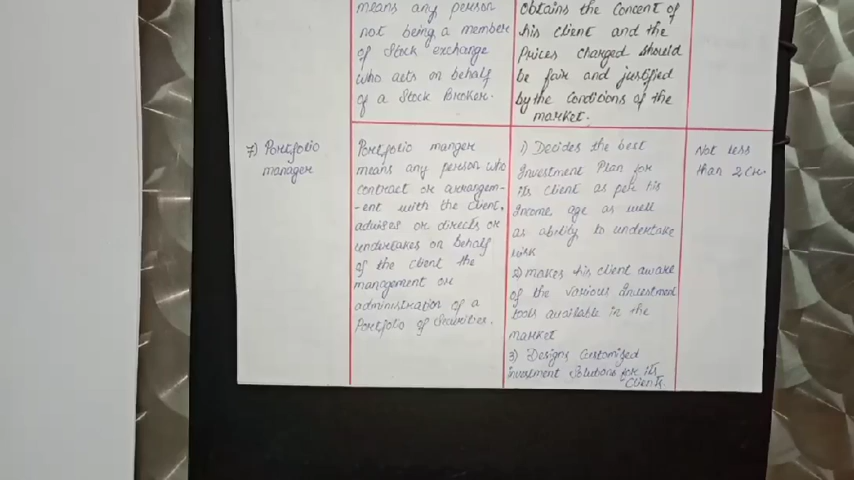 means any person
not being a member
of Stock exchange
who acts on behalf
of a Stock Broker.
obtains the Concent of
his client and the
Prices charged should
be fair and justified
by the Conditions of the
market.
7) Portfolio
manager
Portfolio manger
means any person who
contract or arrangem-
-ent with the client,
advises or directs or
undertakes on behalf
of the client the
management or
administration of a
Portfolio of Securities.
1) Decides the best
Investment Plan for
its client as per his
Income age as well
as ability to undertake
risk
2) makes his client aware
of the various Investment
tools available in the
market
3) Designs Customized
investment Solutions for its
Clients.
Not less
than 2 Cr.